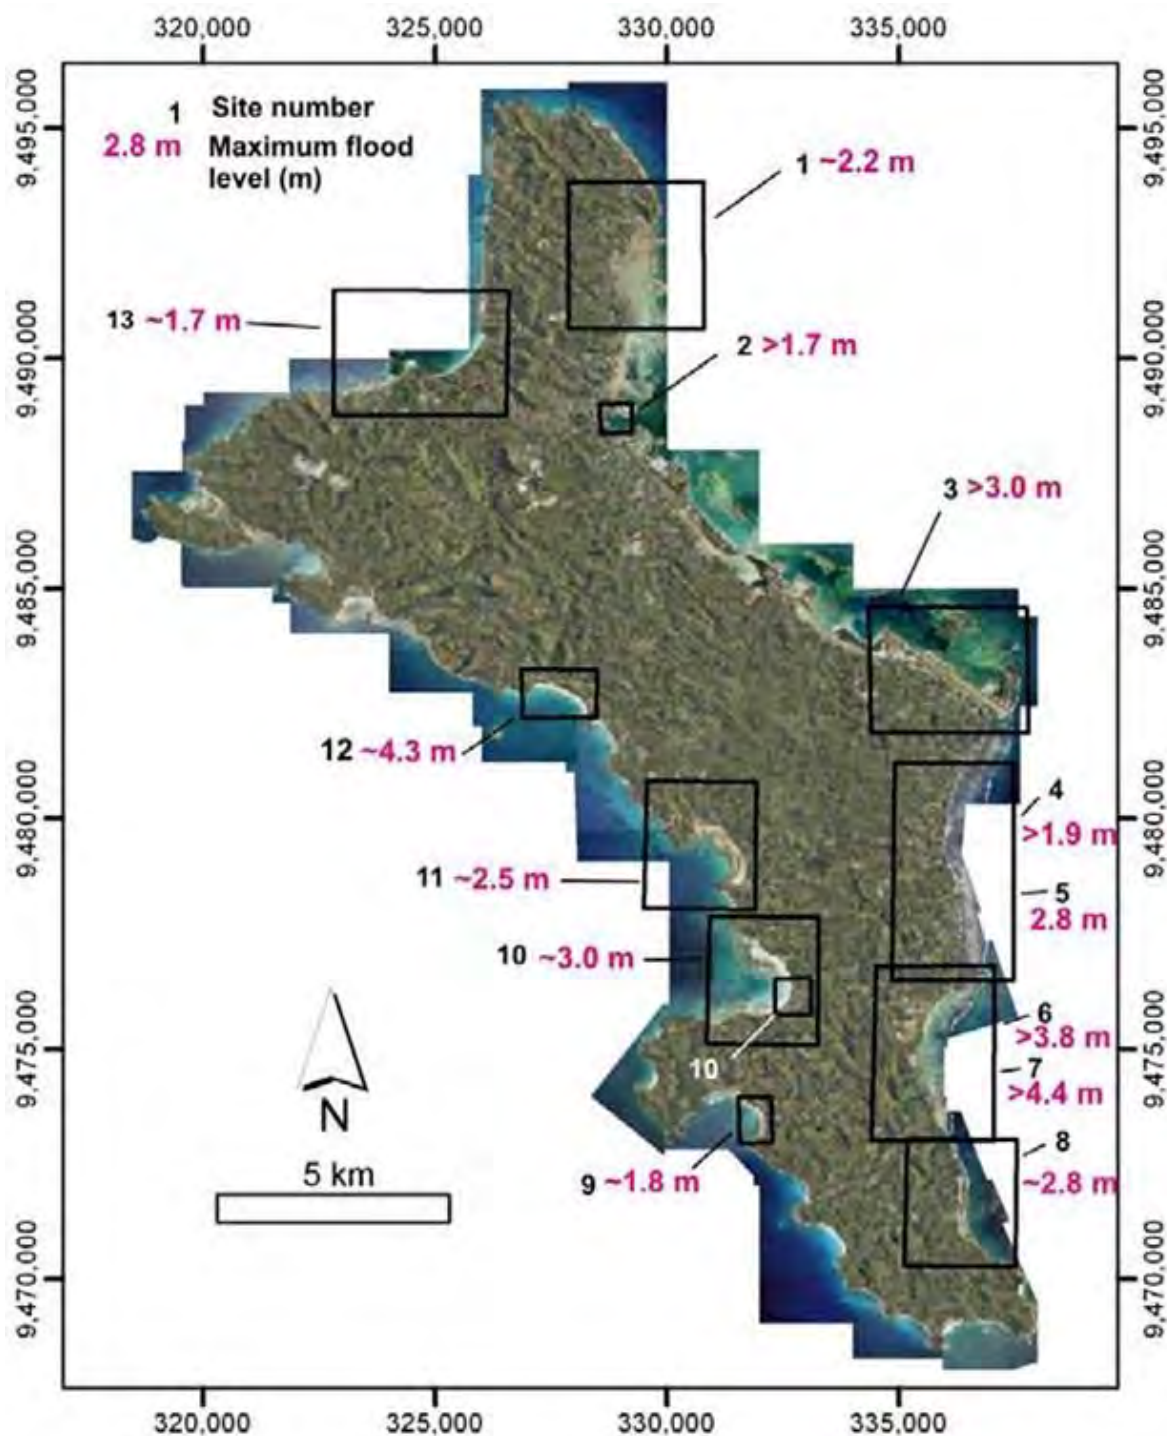 320,000 325,000 330,000 335,000
9,495,000 9,495,000
1 Site number
2.8 m Maximum flood
level (m)
1 ~2.2 m
13 ~1.7 m
2 >1.7 m
9,490,000 9,490,000
3 >3.0 m
9,485,000 9,485,000
12 ~4.3 m
4
>1.9 m
9,480,000 9,480,000
11 ~2.5 m
5
2.8 m
10 ~3.0 m
6
>3.8 m
9,475,000 9,475,000
10
7
>4.4 m
N
8
5 km
9 ~1.8 m
~2.8 m
9,470,000 9,470,000
320,000 325,000 330,000 335,000